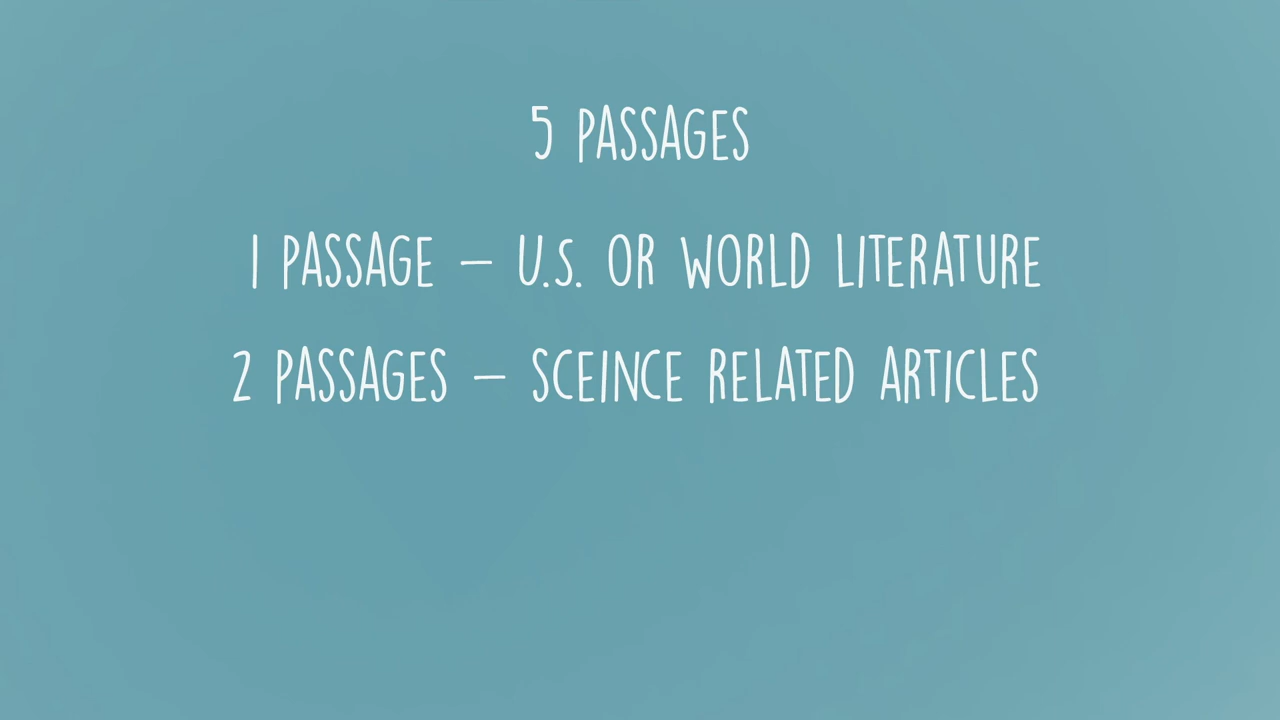 5 PASSAGES
1 PASSAGE – U.S. OR WORLD LITERATURE
2 PASSAGES – SCEINCE RELATED ARTICLES